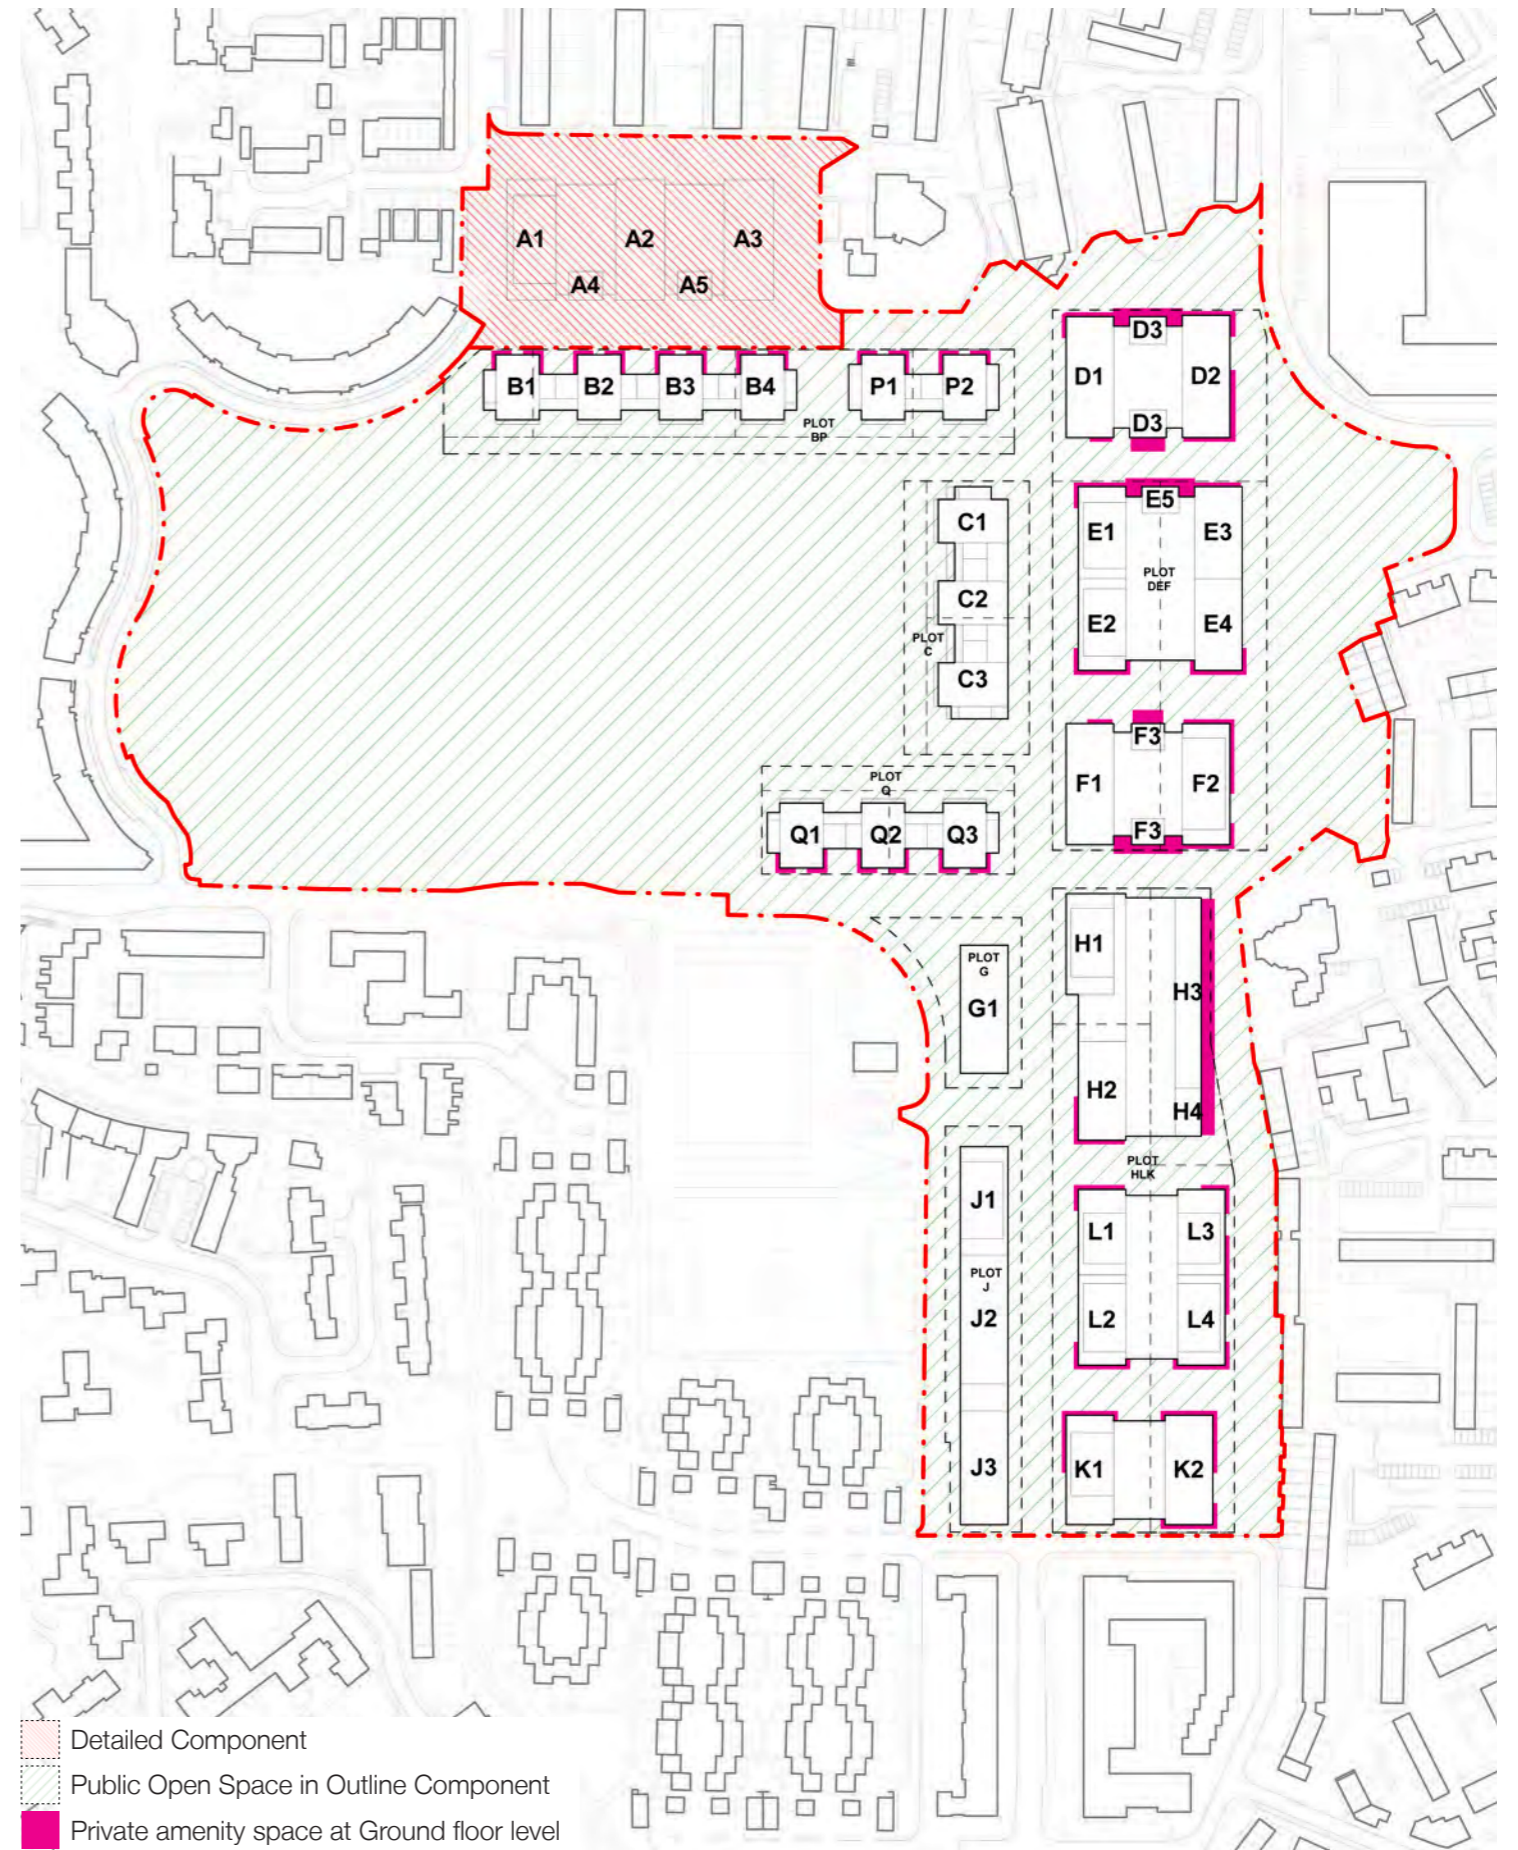 A1
A2
A3
A4
A5
D3
D1
D2
D3
B1
B2
B3
B4
P1
P2
PLOT
BP
E5
E1
E3
PLOT
DEF
E2
E4
C1
C2
PLOT
C
C3
F3
F1
F2
F3
PLOT
Q
Q1
Q2
Q3
H1
H3
H2
H4
PLOT
G
G1
PLOT
HLK
J1
PLOT
J
J2
J3
L1
L3
L2
L4
K1
K2
Detailed Component
Public Open Space in Outline Component
Private amenity space at Ground floor level